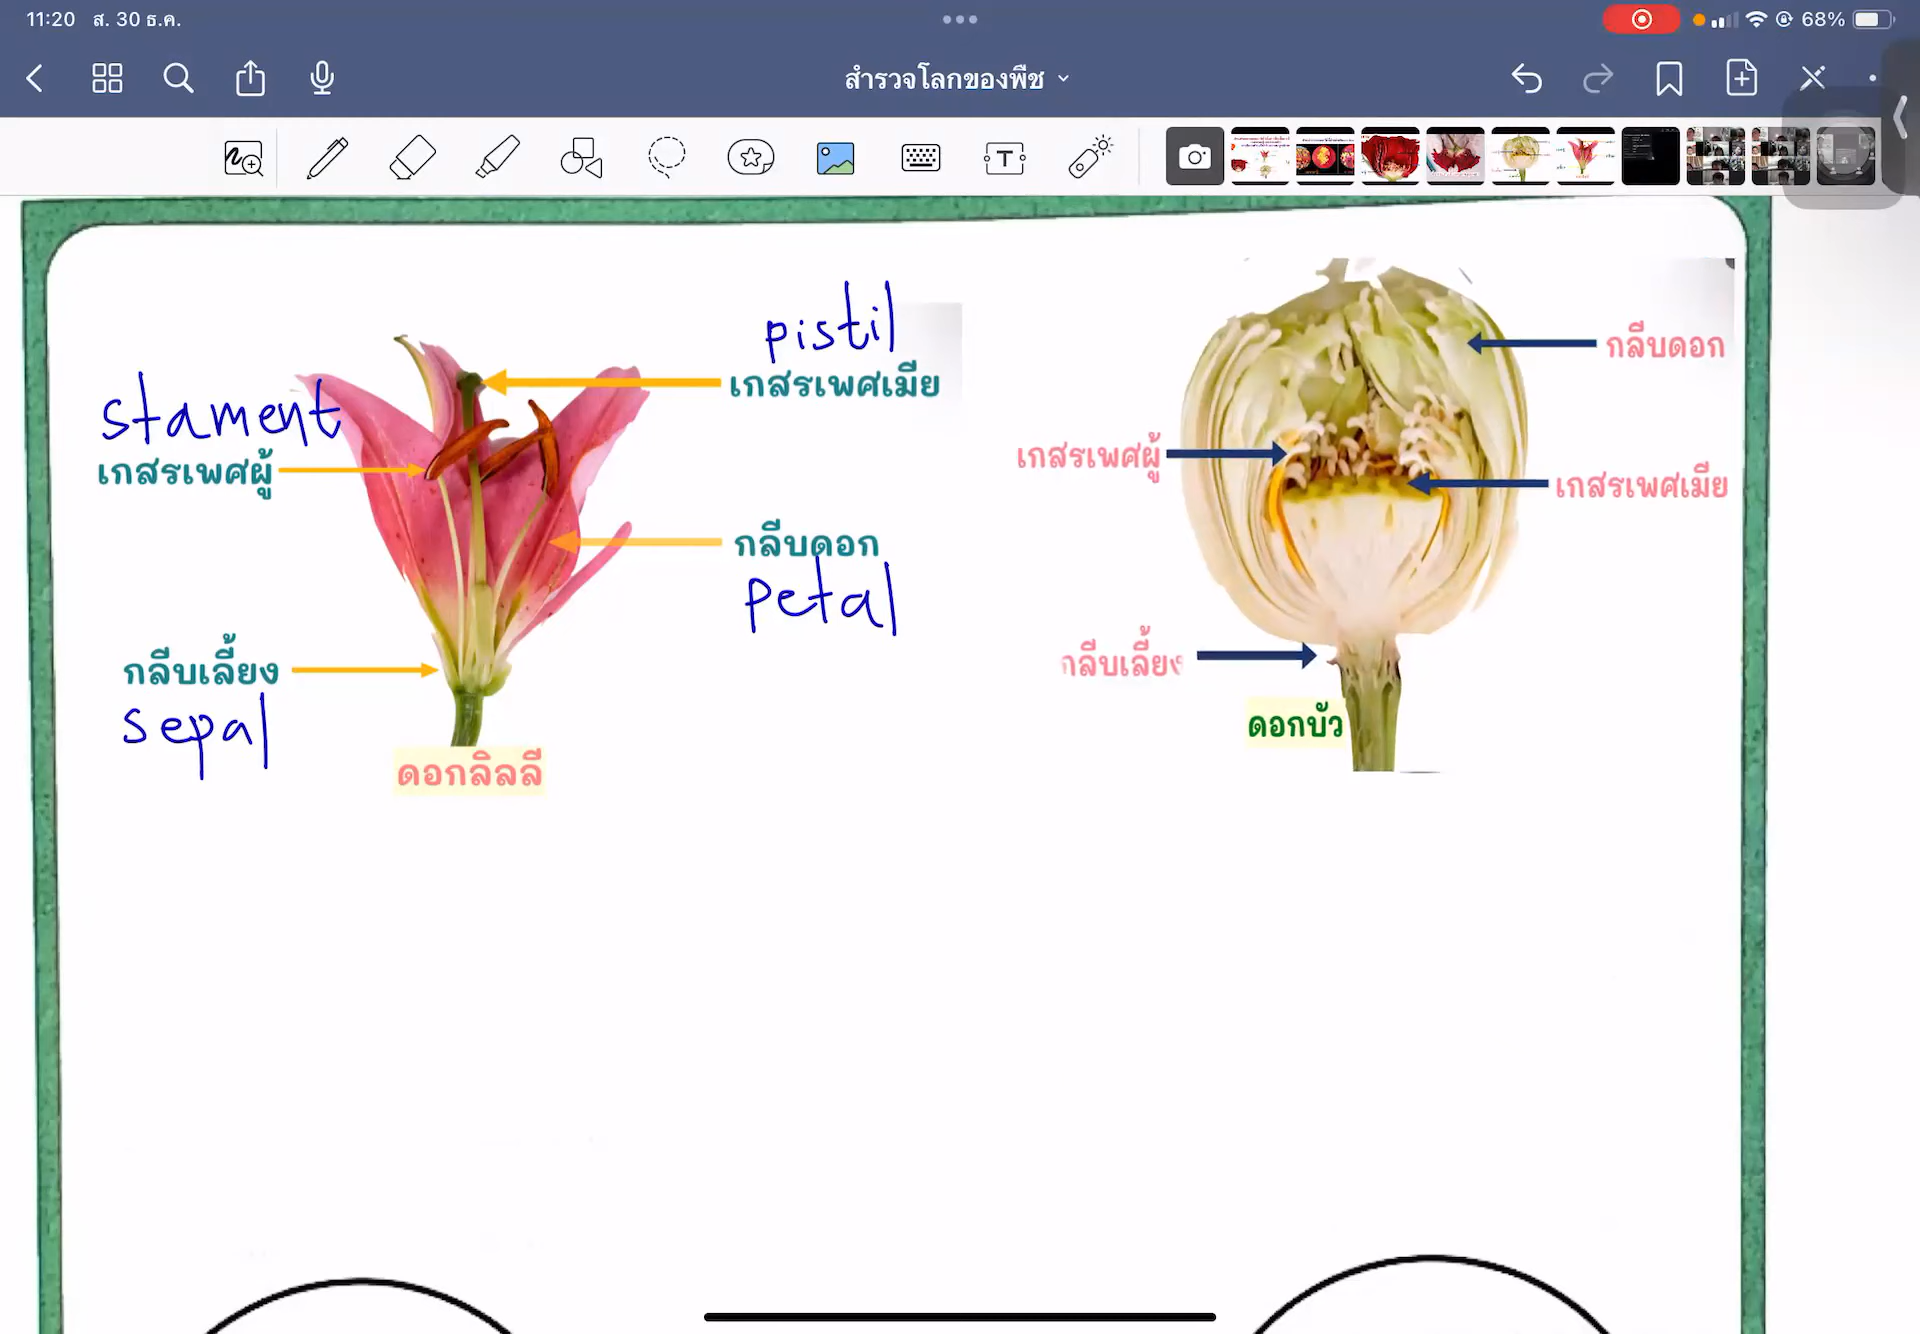 11:20 ส. 30 ธ.ค.
68%
สำรวจโลกของพืช
pistil
เกสรเพศเมีย
stament
เกสรเพศผู้
กลีบดอก
petal
กลีบเลี้ยง
sepal
ดอกลิลลี
กลีบดอก
เกสรเพศผู้
เกสรเพศเมีย
กลีบเลี้ยง
ดอกบัว